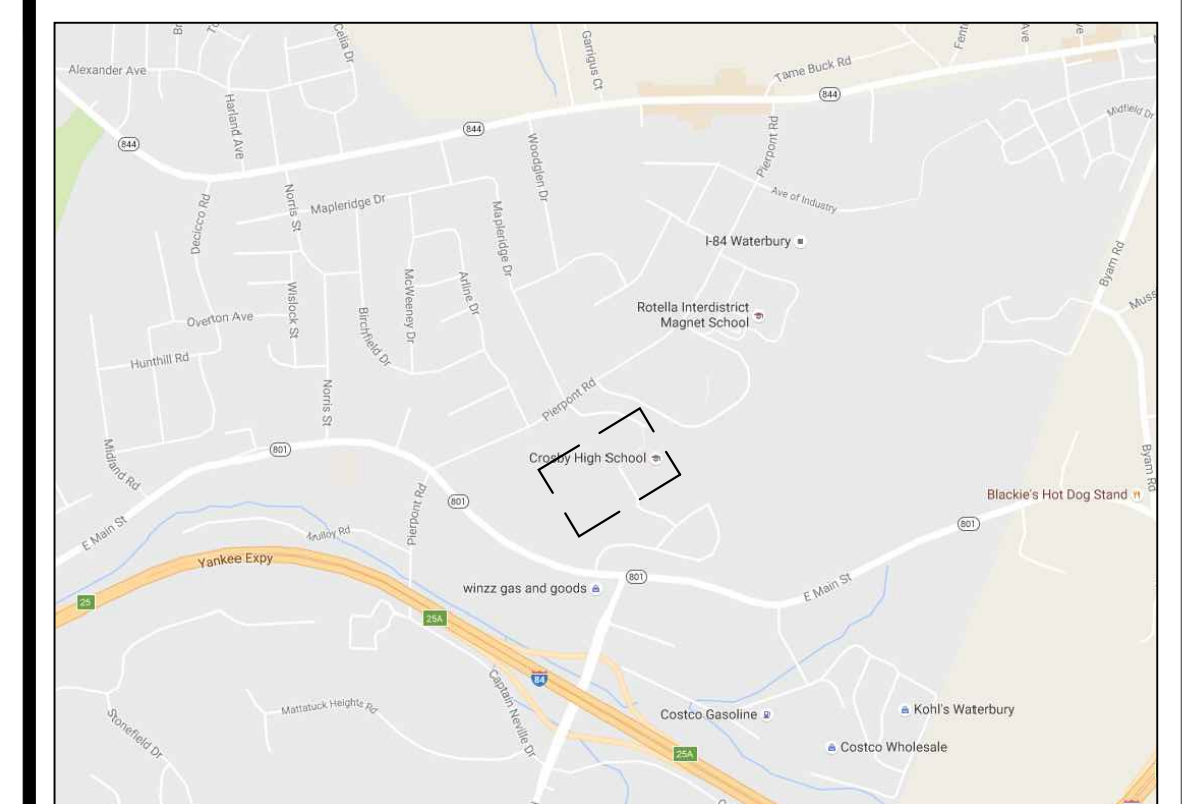 Celia Dr
Garrigus Ct
Ave
Alexander Ave
Tame Buck Rd
844
844
844
Harland Ave
Woodglen Dr
Pierpont Rd
Midfield Dr
Norris St
Mapleridge Dr
Mapleridge Dr
Ave of Industry
Decicco Rd
I-84 Waterbury
Byam Rd
McWeeney Dr
Arline Dr
Wislock St
Birchfield Dr
Overton Ave
Rotella Interdistrict
Magnet School
Hunthill Rd
Norris St
Pierpont Rd
801
Crosby High School
Midland Rd
Byam Rd
Pierpont Rd
801
Blackie's Hot Dog Stand
801
E Main St
Yankee Expy
801
winzz gas and goods
E Main St
25
25A
84
Captain Neville Dr
Mattatuck Heights Rd
Stonefield Dr
Costco Gasoline
Kohl's Waterbury
Costco Wholesale
25A